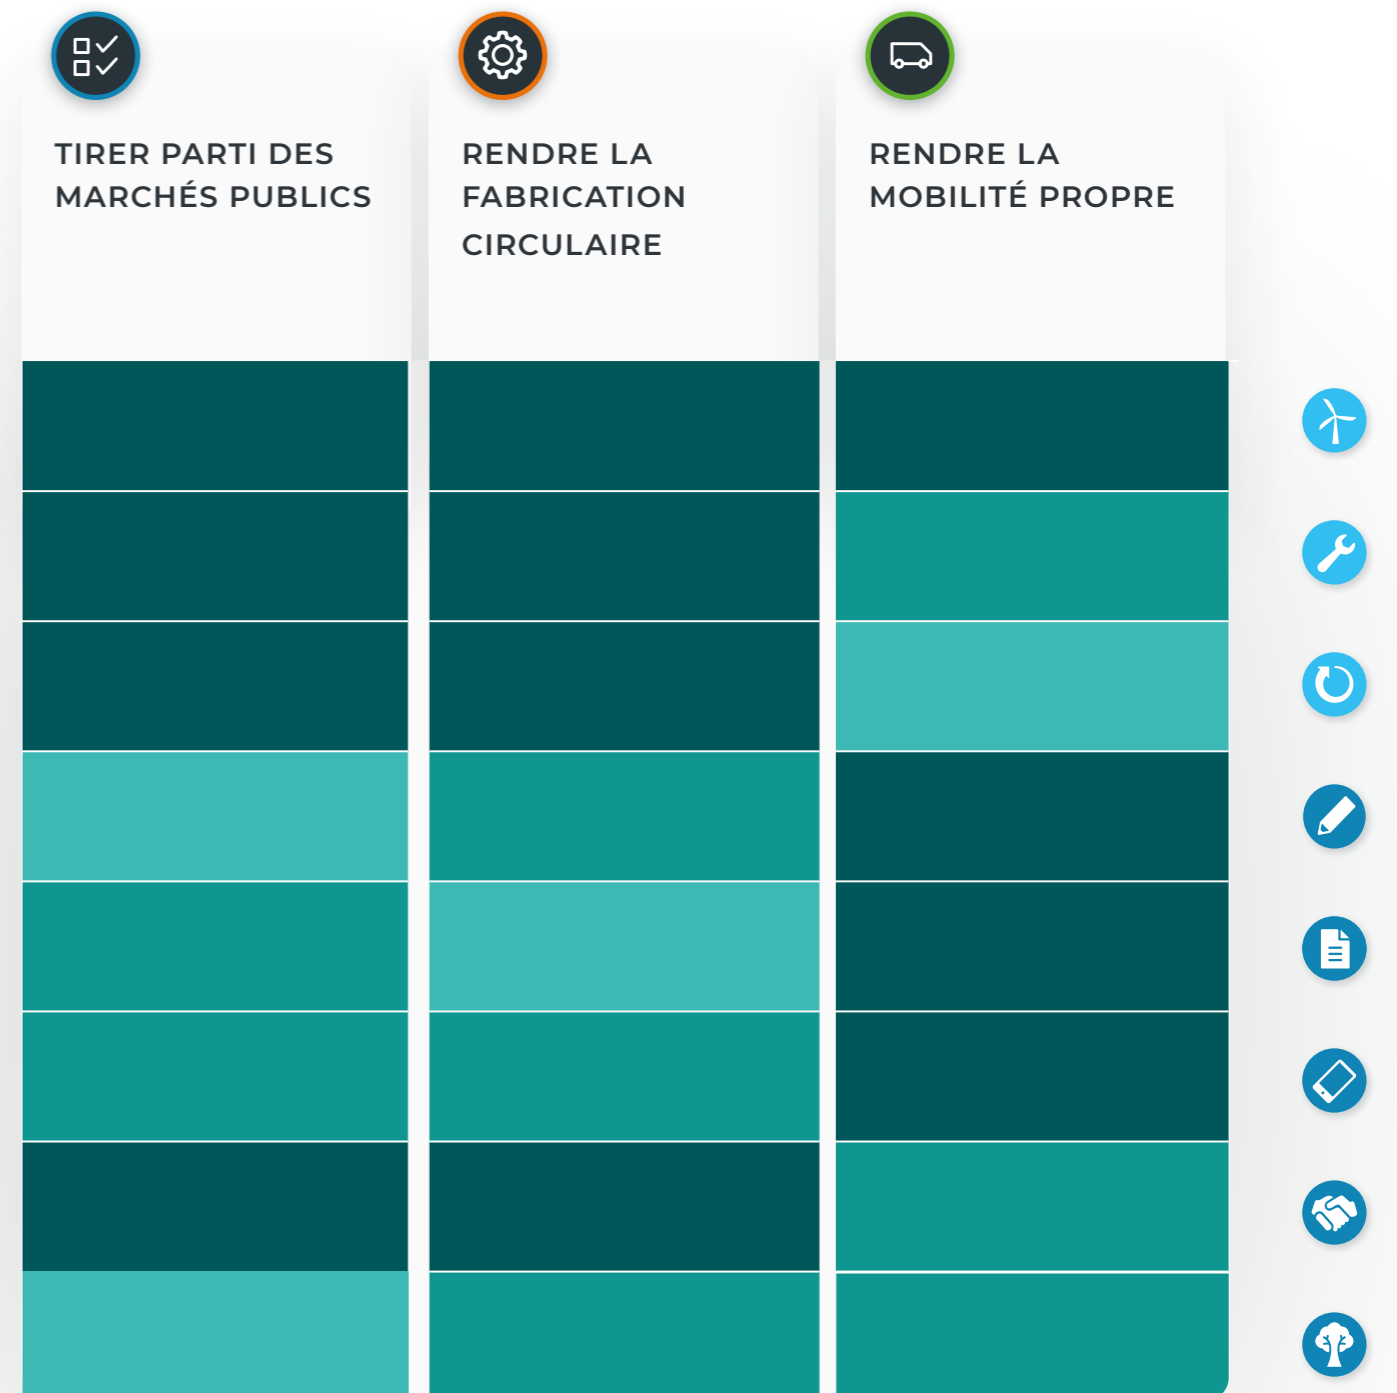 TIRER PARTI DES
MARCHÉS PUBLICS
RENDRE LA
FABRICATION
CIRCULAIRE
RENDRE LA
MOBILITÉ PROPRE